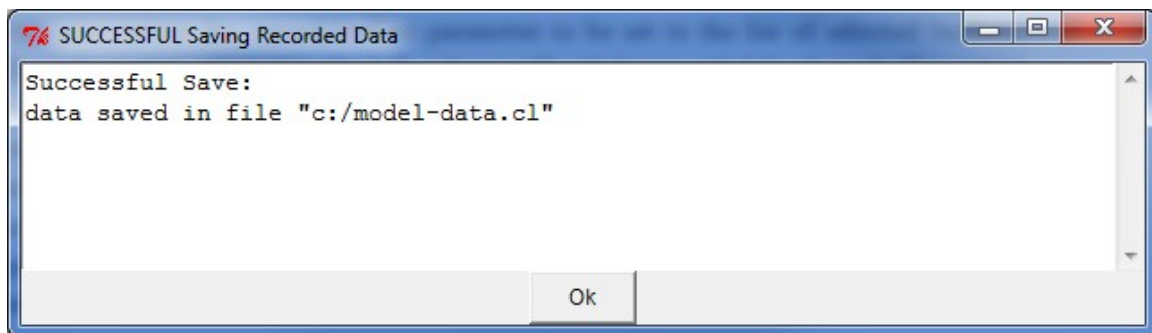 SUCCESSFUL Saving Recorded Data
Successful Save:
data saved in file "c:/model-data.cl"
Ok